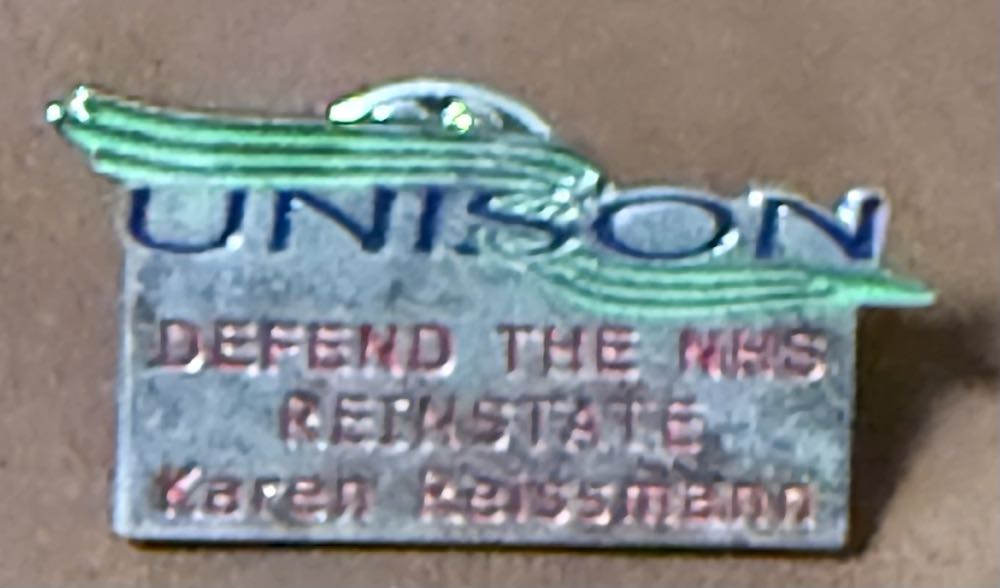 UNISON
DEFEND THE NHS
REINSTATE
Karen Reissmann